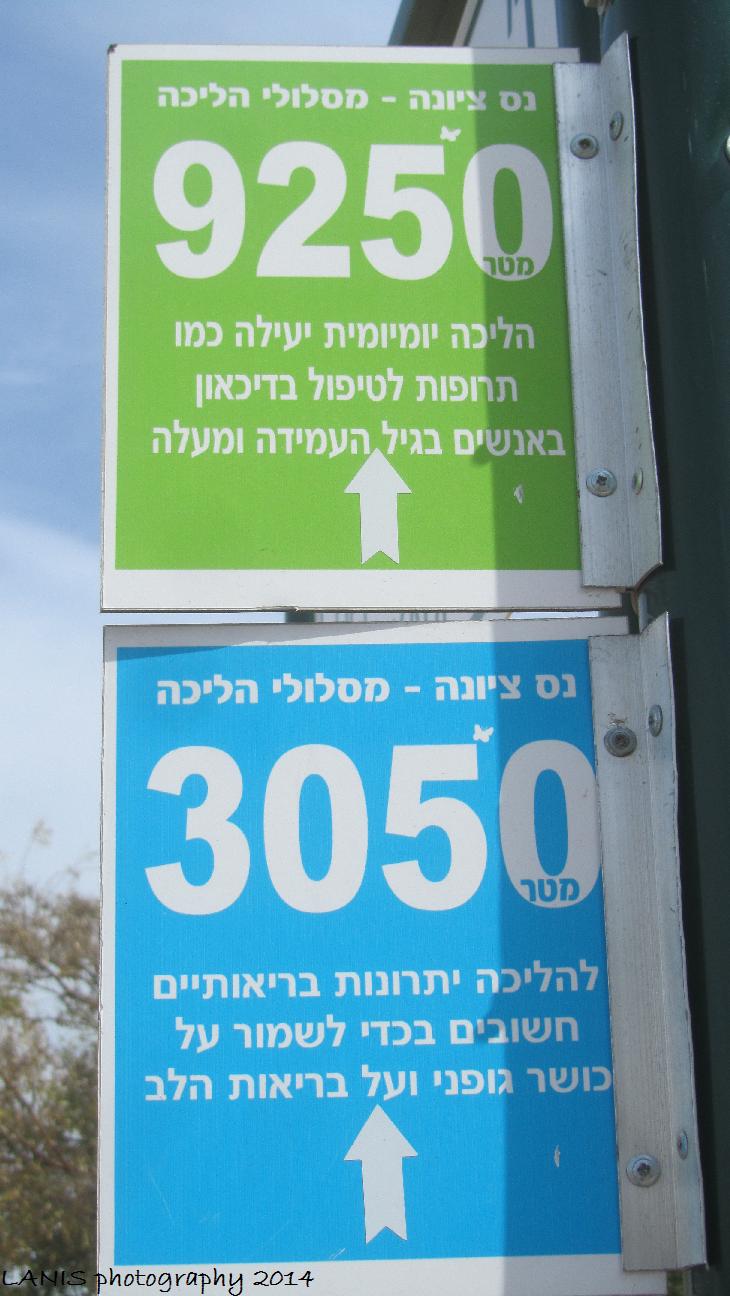 נס ציונה - מסלולי הליכה
9250
מטר
הליכה יומיומית יעילה כמו
תרופות לטיפול בדיכאון
באנשים בגיל העמידה ומעלה
נס ציונה - מסלולי הליכה
3050
מטר
להליכה יתרונות בריאותיים
חשובים בכדי לשמור על
כושר גופני ועל בריאות הלב
LANIS photography 2014